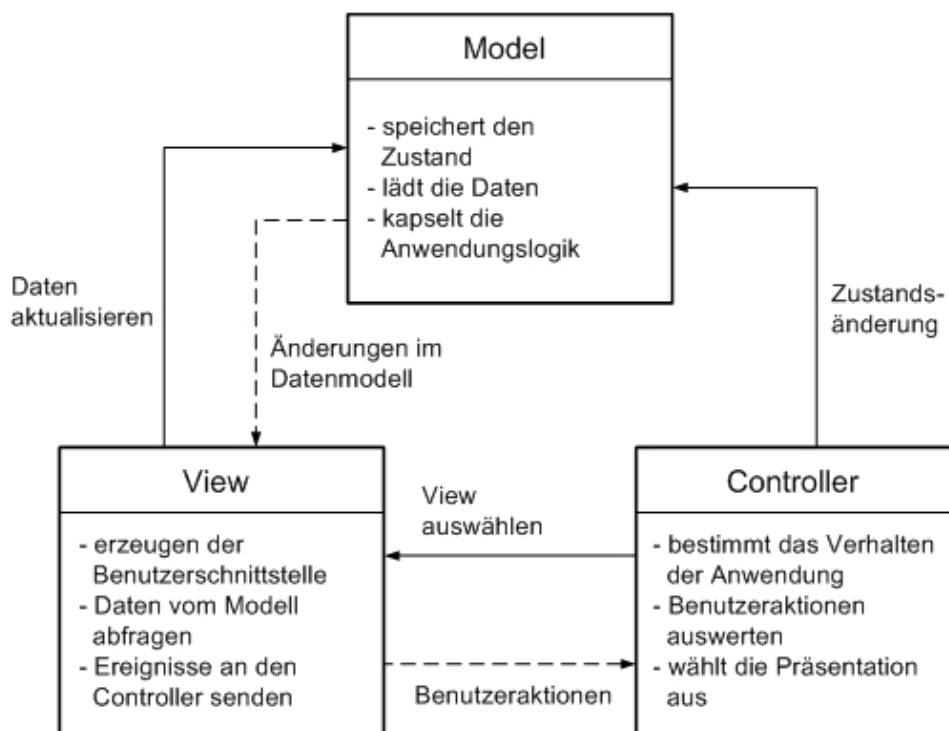 Model
- speichert den
Zustand
- lädt die Daten
- kapselt die
Anwendungslogik
Daten
aktualisieren
Änderungen im
Datenmodell
Zustands-
änderung
View
- erzeugen der
Benutzerschnittstelle
- Daten vom Modell
abfragen
- Ereignisse an den
Controller senden
View
auswählen
Benutzeraktionen
Controller
- bestimmt das Verhalten
der Anwendung
- Benutzeraktionen
auswerten
- wählt die Präsentation
aus